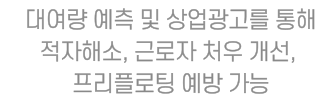 대여량 예측 및 상업광고를 통해
적자해소, 근로자 처우 개선,
프리플로팅 예방 가능